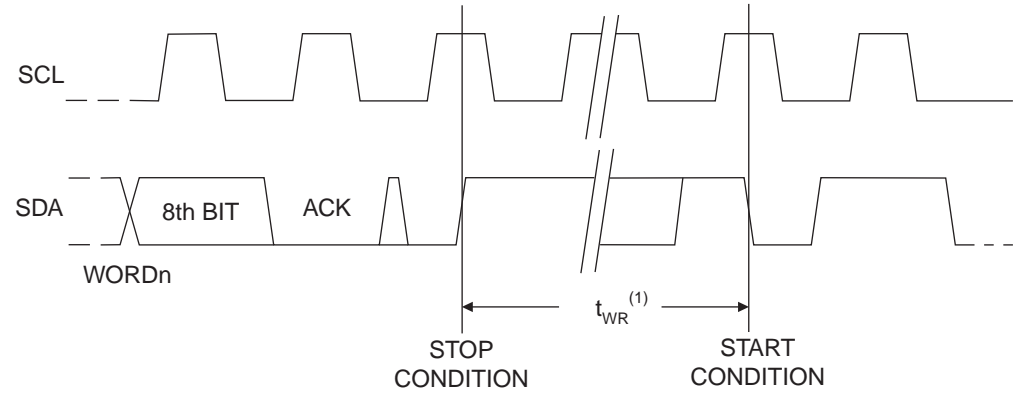 SCL
SDA
8th BIT
ACK
WORDn
tWR(1)
STOP
CONDITION
START
CONDITION